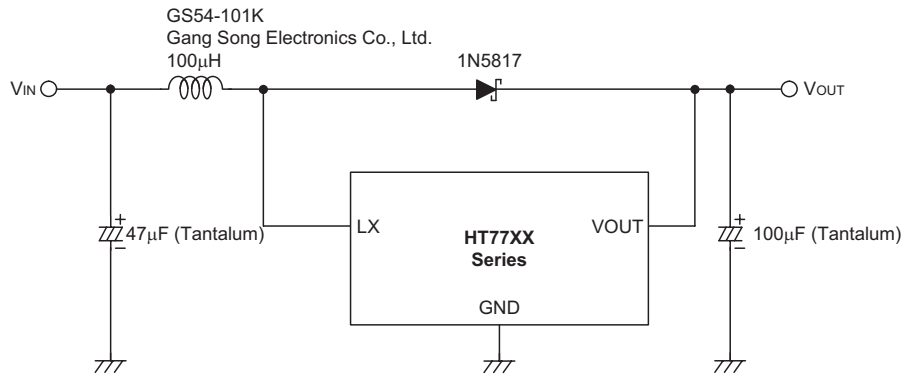 GS54-101K
Gang Song Electronics Co., Ltd.
100μH
1N5817
VIN
VOUT
+
47μF (Tantalum)
−
LX
HT77XX
Series
VOUT
GND
+
100μF (Tantalum)
−